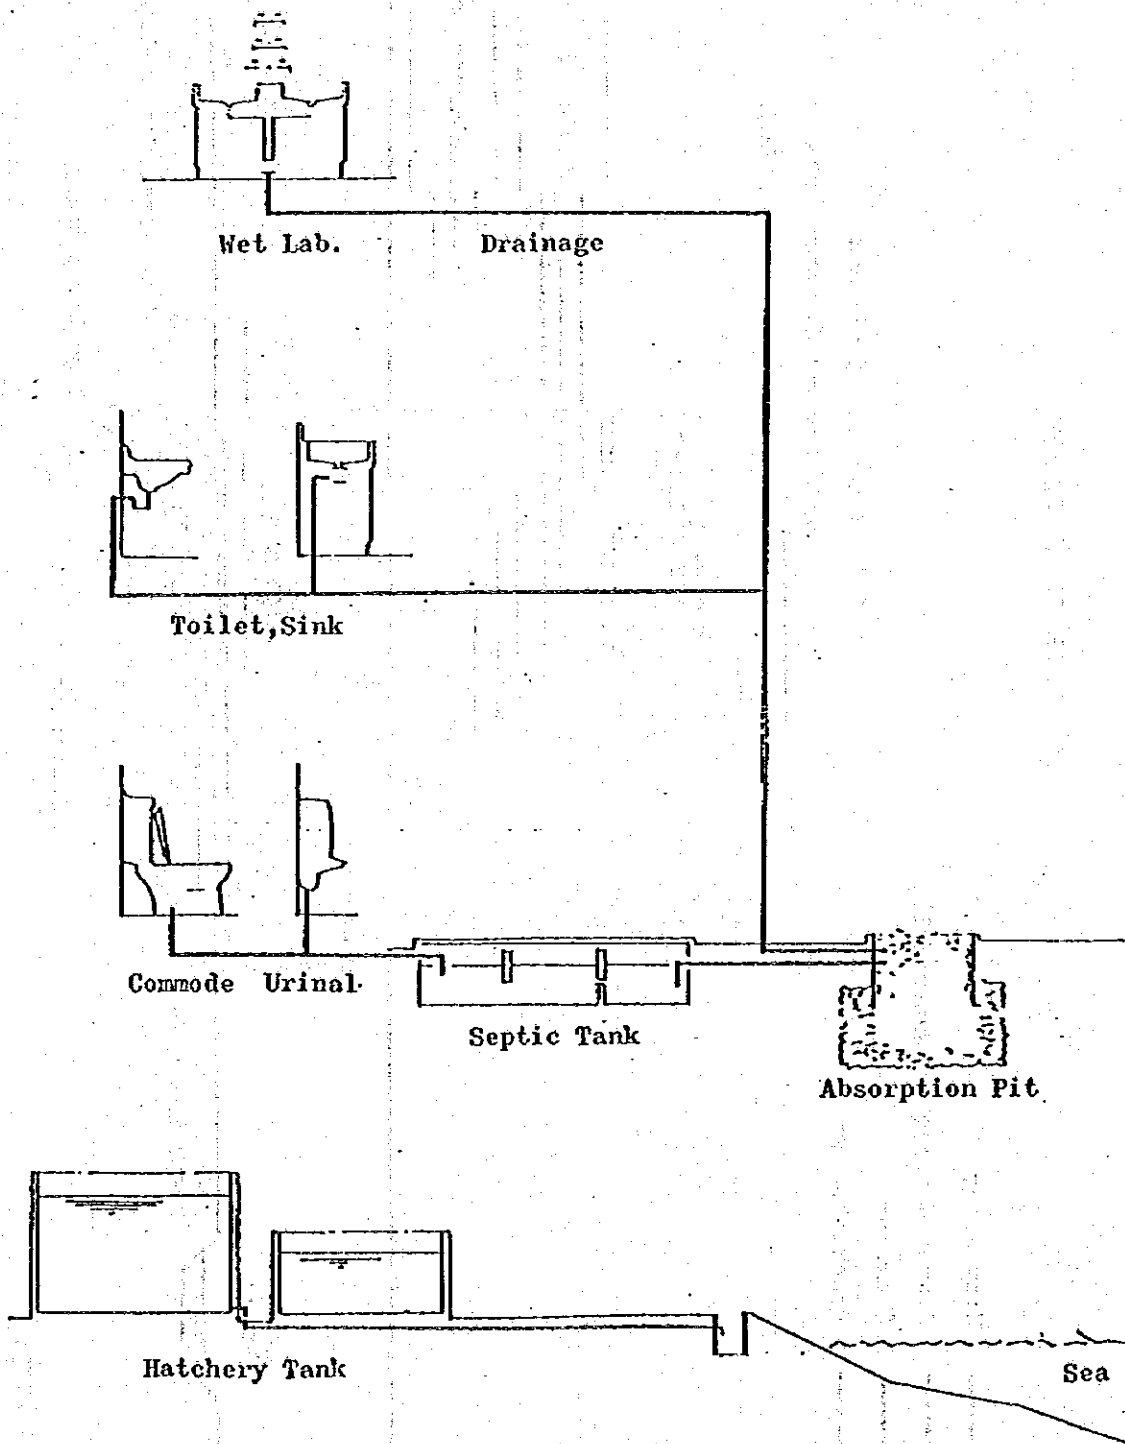 Wet Lab. Drainage
Toilet,Sink
Commode Urinal
Septic Tank
Absorption Pit
Hatchery Tank
Sea